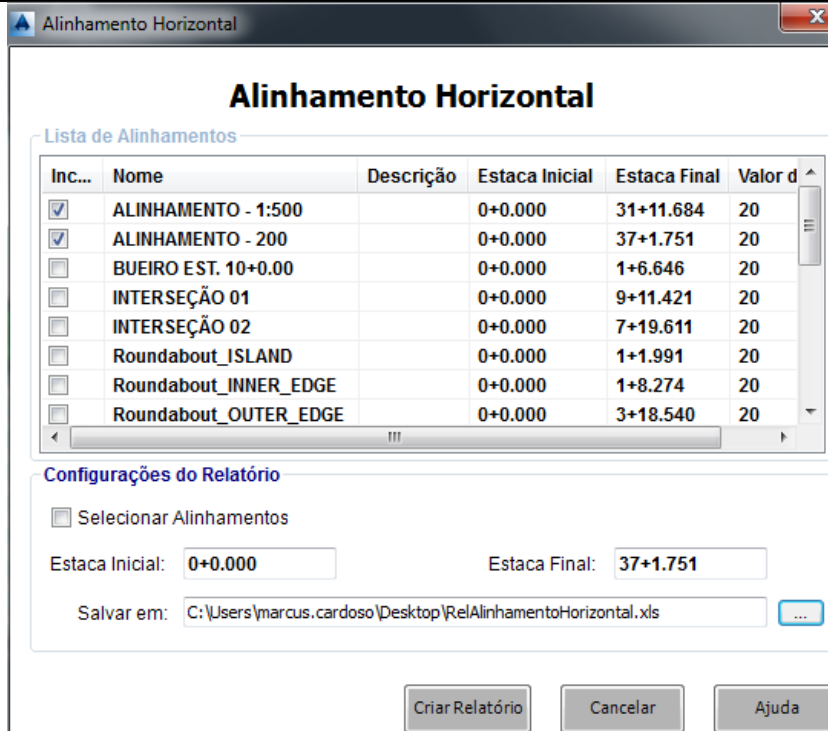 Alinhamento Horizontal
Alinhamento Horizontal
Lista de Alinhamentos
Inc... Nome Descrição Estaca Inicial Estaca Final Valor d
ALINHAMENTO - 1:500 0+0.000 31+11.684 20
ALINHAMENTO - 200 0+0.000 37+1.751 20
BUEIRO EST. 10+0.00 0+0.000 1+6.646 20
INTERSEÇÃO 01 0+0.000 9+11.421 20
INTERSEÇÃO 02 0+0.000 7+19.611 20
Roundabout_ISLAND 0+0.000 1+1.991 20
Roundabout_INNER_EDGE 0+0.000 1+8.274 20
Roundabout_OUTER_EDGE 0+0.000 3+18.540 20
Configurações do Relatório
Selecionar Alinhamentos
Estaca Inicial: 0+0.000 Estaca Final: 37+1.751
Salvar em: C:\Users\marcus.cardoso\Desktop\RelAlinhamentoHorizontal.xls ...
Criar Relatório Cancelar Ajuda